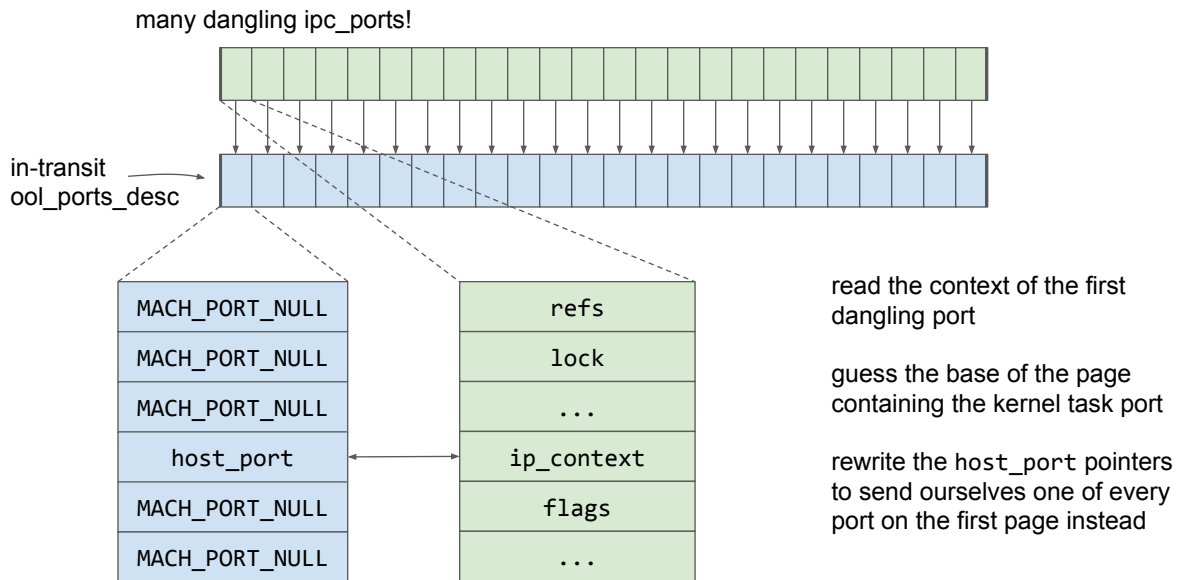 many dangling ipc_ports!
in-transit
ool_ports_desc
MACH_PORT_NULL
MACH_PORT_NULL
MACH_PORT_NULL
host_port
MACH_PORT_NULL
MACH_PORT_NULL
refs
lock
...
ip_context
flags
...
read the context of the first
dangling port
guess the base of the page
containing the kernel task port
rewrite the host_port pointers
to send ourselves one of every
port on the first page instead